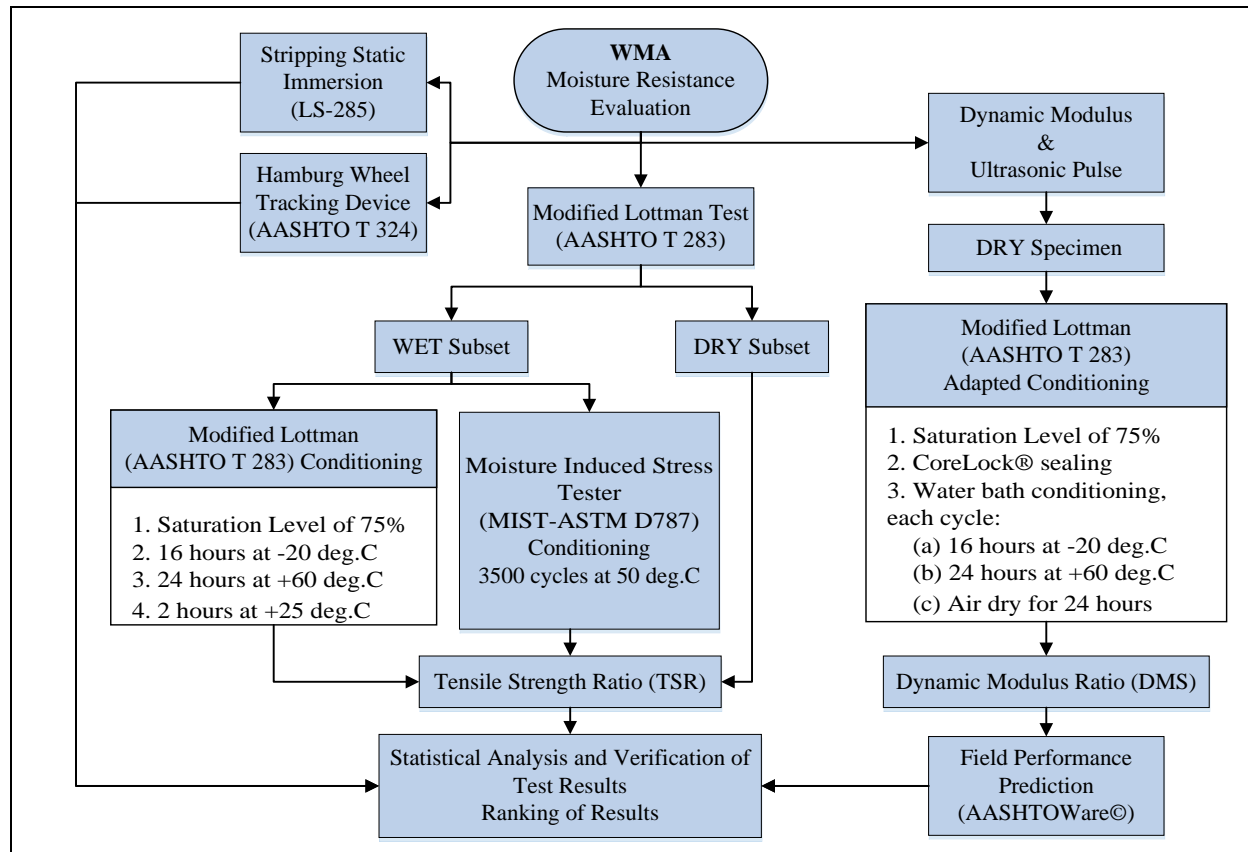 WMA
Moisture Resistance
Evaluation
Stripping Static
Immersion
(LS-285)
Hamburg Wheel
Tracking Device
(AASHTO T 324)
Modified Lottman Test
(AASHTO T 283)
Dynamic Modulus
&
Ultrasonic Pulse
DRY Specimen
WET Subset
DRY Subset
Modified Lottman
(AASHTO T 283) Conditioning
1. Saturation Level of 75%
2. 16 hours at -20 deg.C
3. 24 hours at +60 deg.C
4. 2 hours at +25 deg.C
Moisture Induced Stress
Tester
(MIST-ASTM D787)
Conditioning
3500 cycles at 50 deg.C
Modified Lottman
(AASHTO T 283)
Adapted Conditioning
1. Saturation Level of 75%
2. CoreLock® sealing
3. Water bath conditioning,
each cycle:
(a) 16 hours at -20 deg.C
(b) 24 hours at +60 deg.C
(c) Air dry for 24 hours
Tensile Strength Ratio (TSR)
Dynamic Modulus Ratio (DMS)
Statistical Analysis and Verification of
Test Results
Ranking of Results
Field Performance
Prediction
(AASHTOWare©)